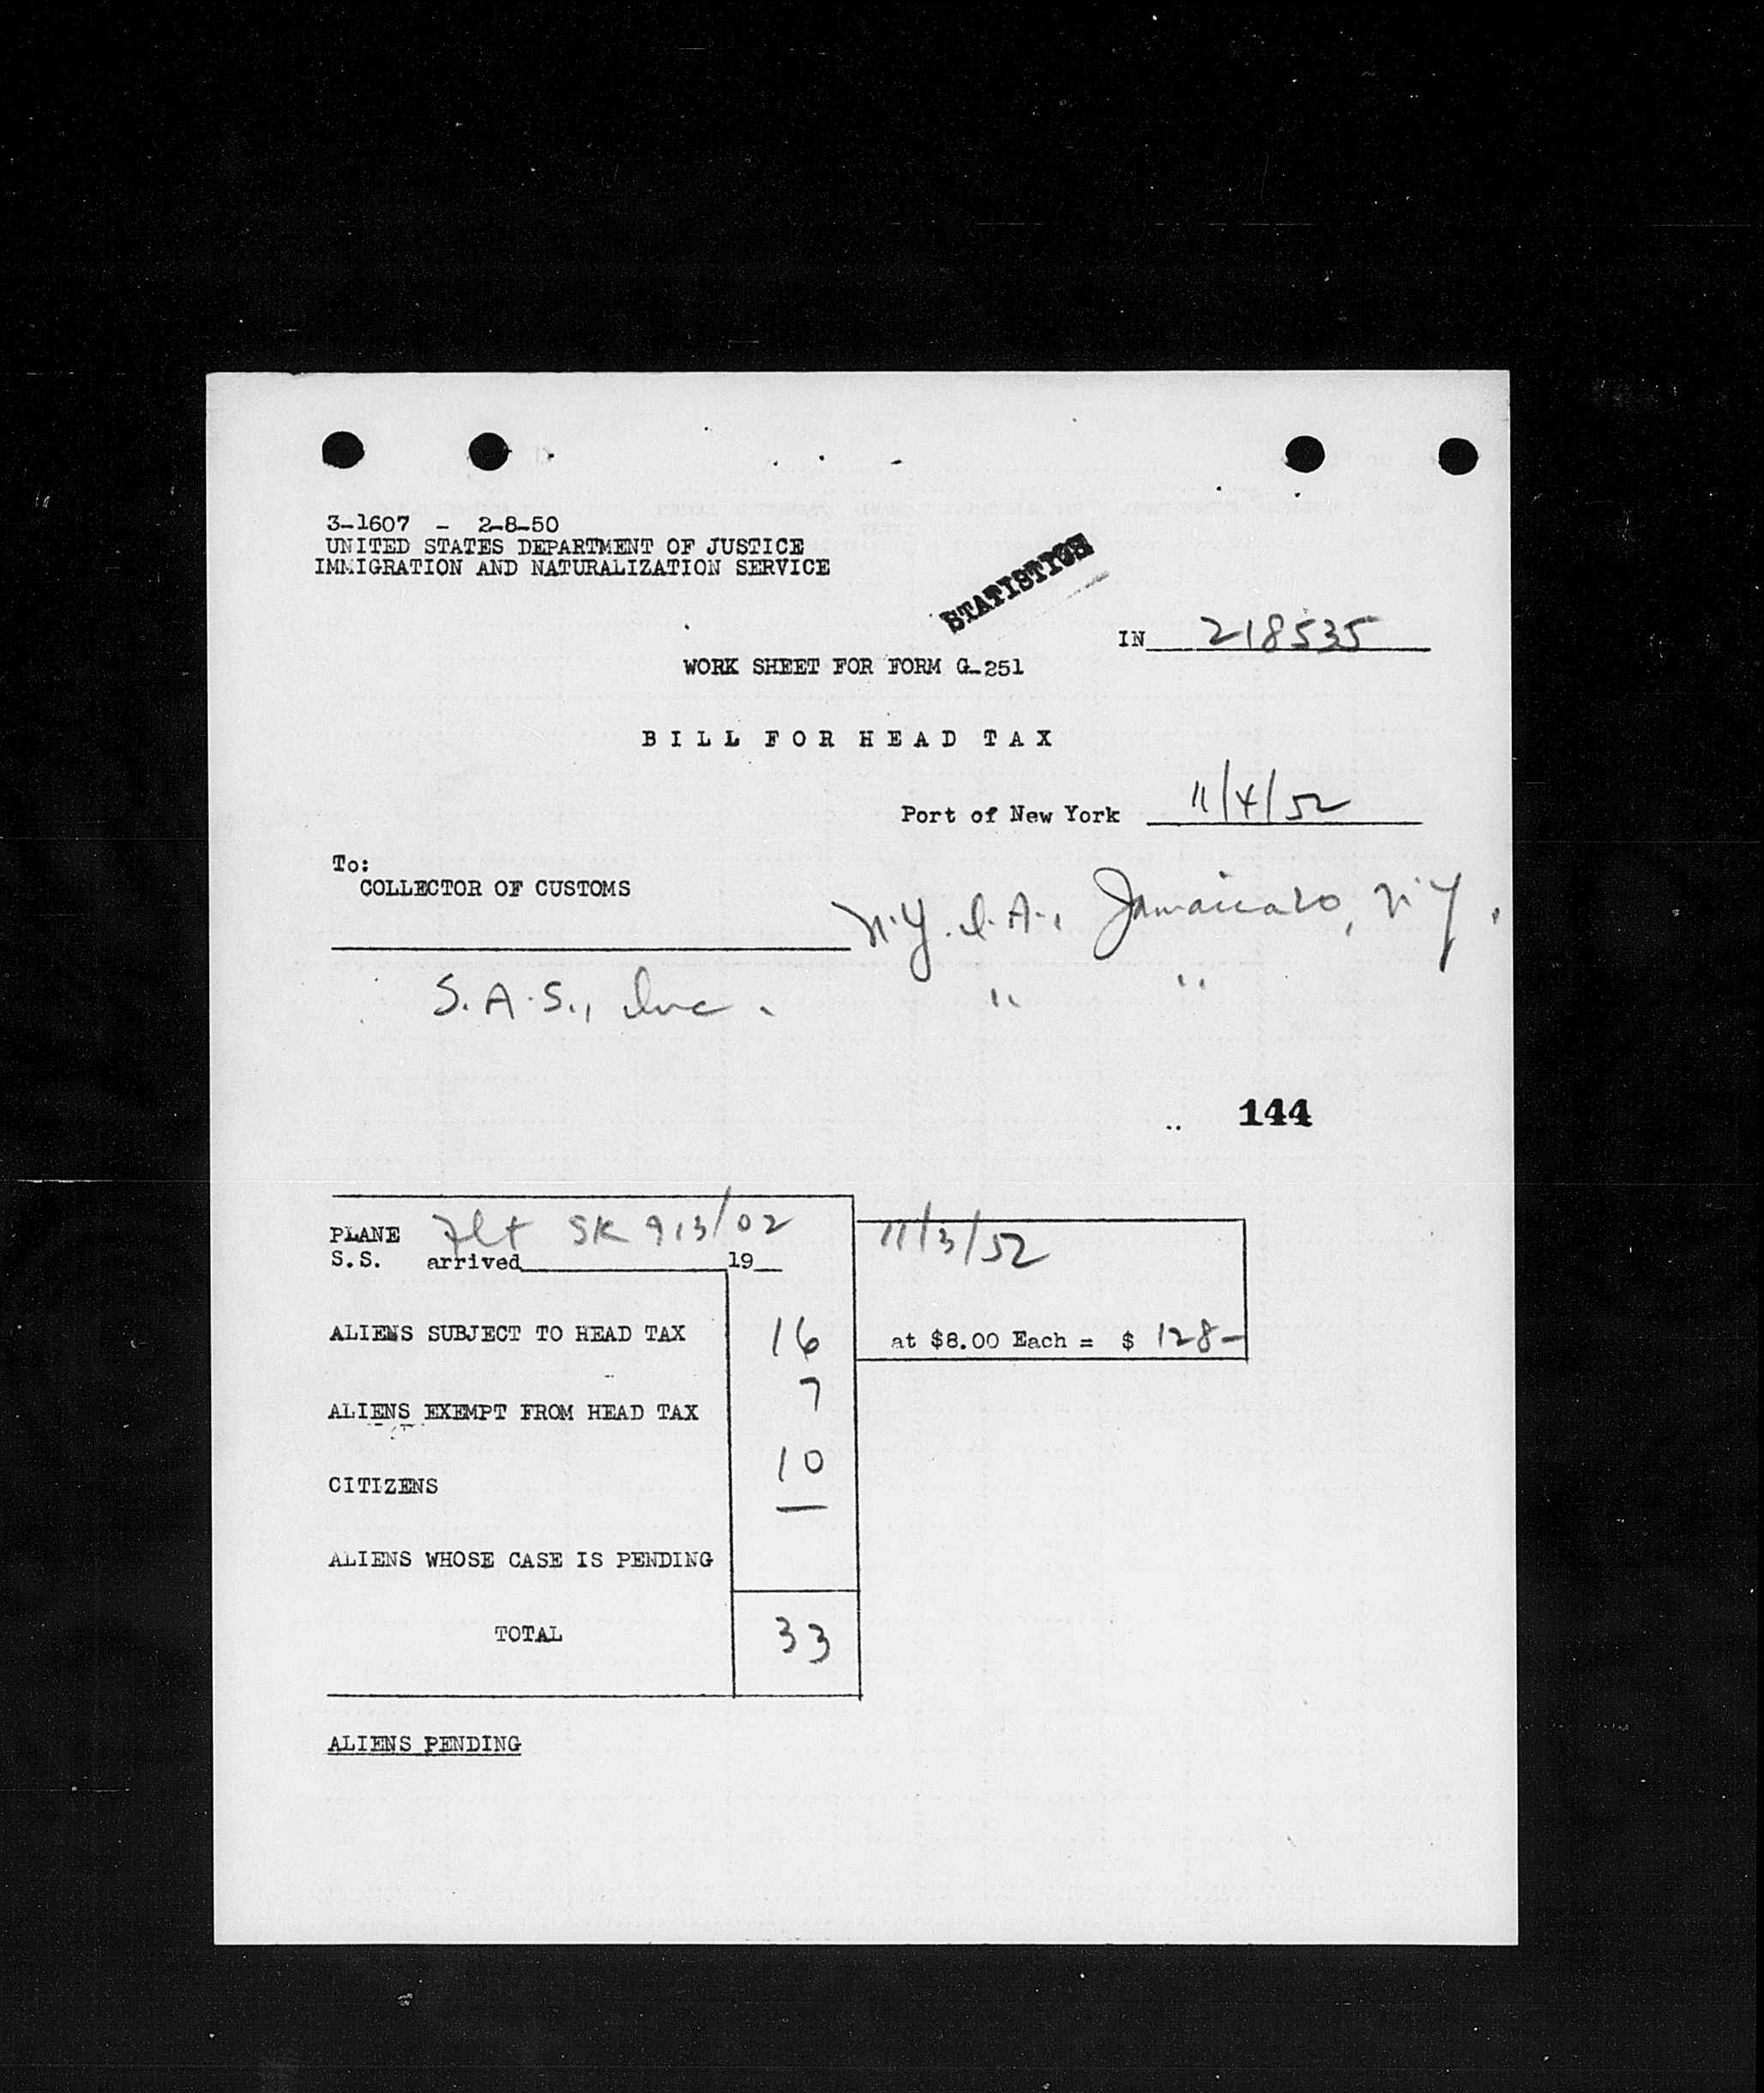 3-1607 - 2-8-50
UNITED STATES DEPARTMENT OF JUSTICE
IMMIGRATION AND NATURALIZATION SERVICE
STATISTICS
IN 218535
WORK SHEET FOR FORM G-251
BILL FOR HEAD TAX
Port of New York 11/4/52
To:
COLLECTOR OF CUSTOMS
N.Y.I.A., Jamaica 20, N.Y.
S.A.S., Inc. " "
144
PLANE Flt SK 913/02 11/3/52
S.S. arrived 19
ALIENS SUBJECT TO HEAD TAX 16 at $8.00 Each = $ 128-
ALIENS EXEMPT FROM HEAD TAX 7
CITIZENS 10
ALIENS WHOSE CASE IS PENDING
TOTAL 33
ALIENS PENDING